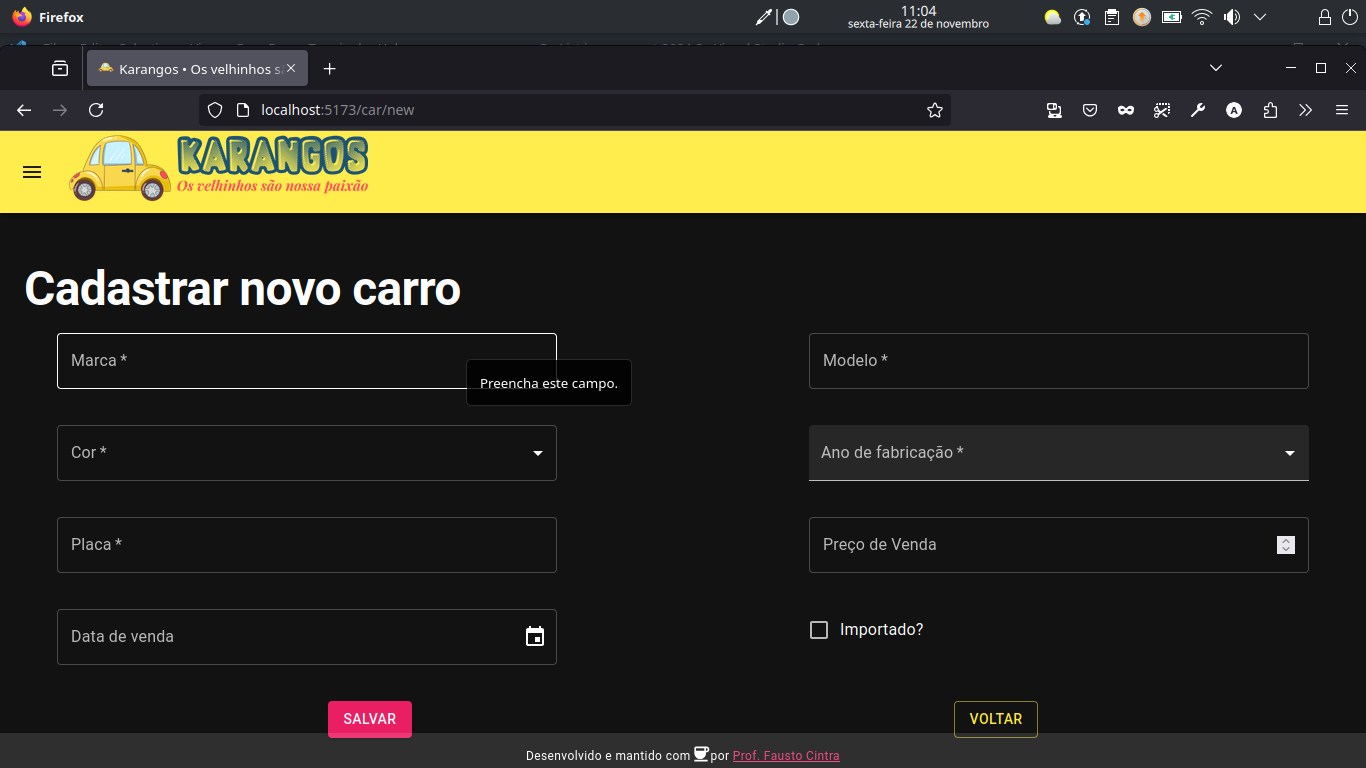 Firefox
11:04
sexta-feira 22 de novembro
Karangos • Os velhinhos s
localhost:5173/car/new
A
KARANGOS
Os velhinhos são nossa paixão
Cadastrar novo carro
Marca *
Modelo *
Preencha este campo.
Cor *
Ano de fabricação *
Placa *
Preço de Venda
Data de venda
Importado?
SALVAR
VOLTAR
Desenvolvido e mantido com por Prof. Fausto Cintra